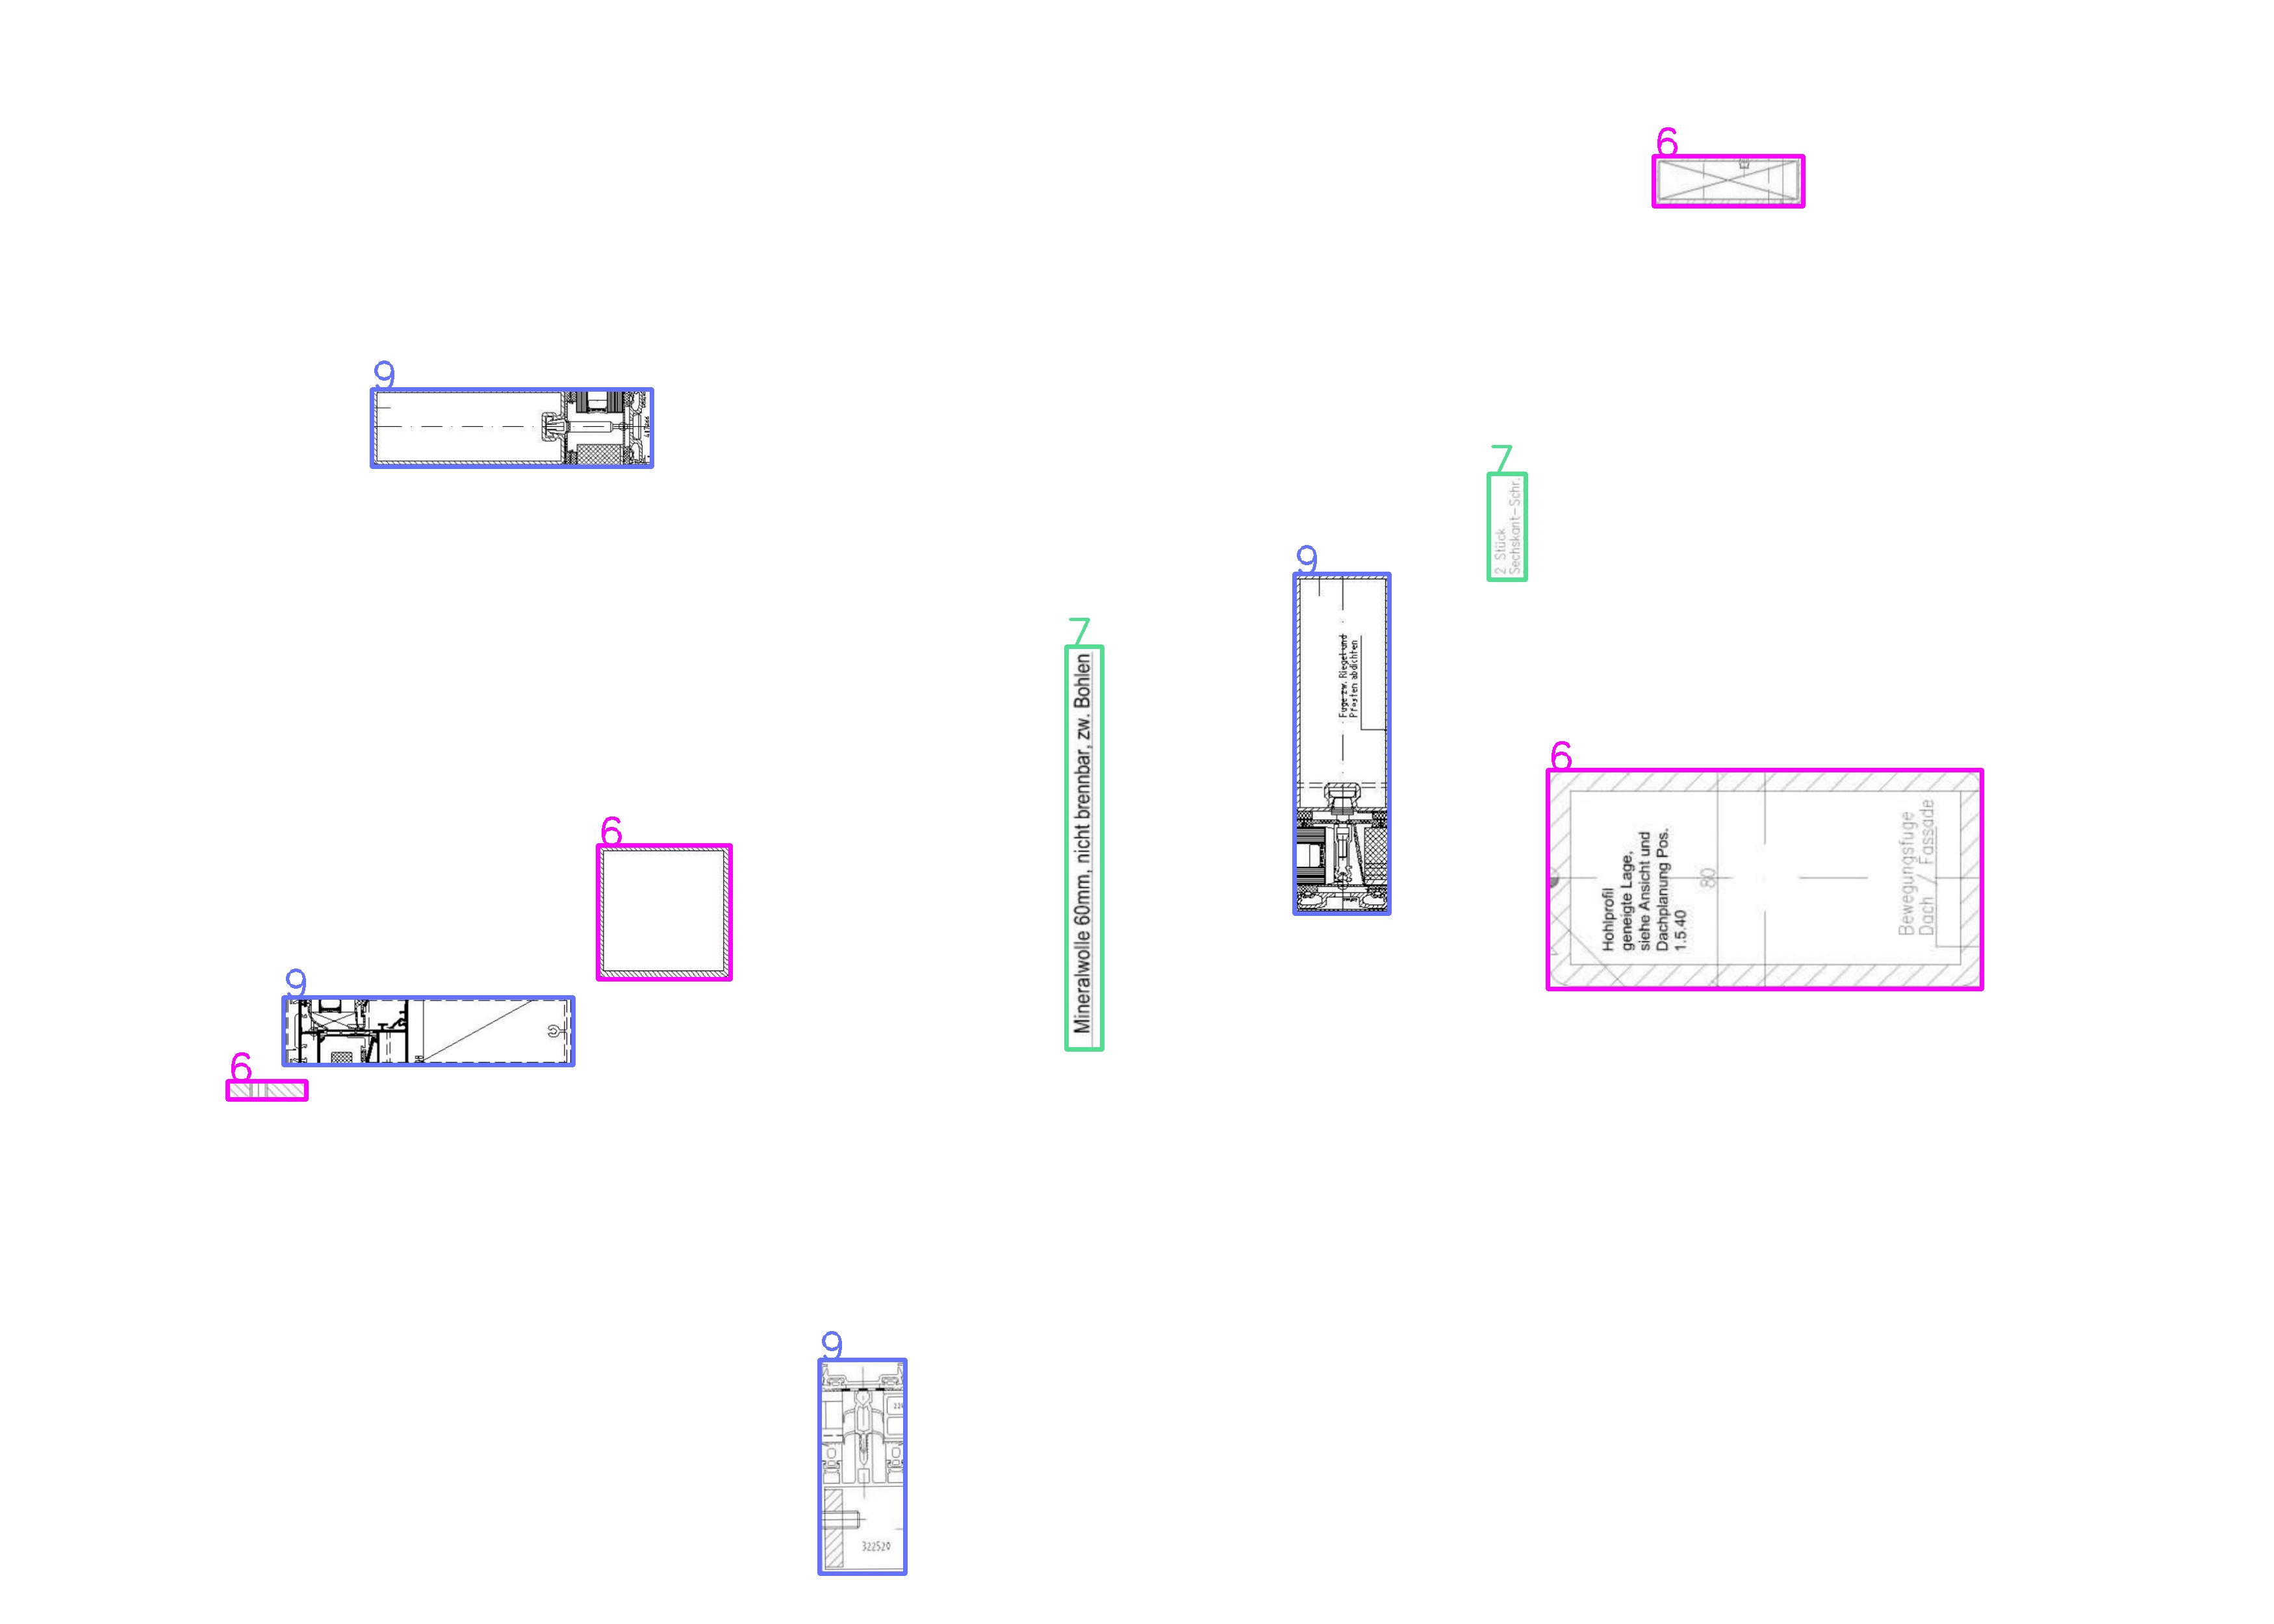 6
9
417006
7
2 Stück
Sechskant-Schr.
9
Fuge zw. Riegel und
Pfosten abdichten
7
Mineralwolle 60mm, nicht brennbar, zw. Bohlen
6
Hohlprofil
geneigte Lage,
siehe Ansicht und
Dachplanung Pos.
1.5.40
80
Bewegungsfuge
Dach / Fassade
6
9
6
9
322520